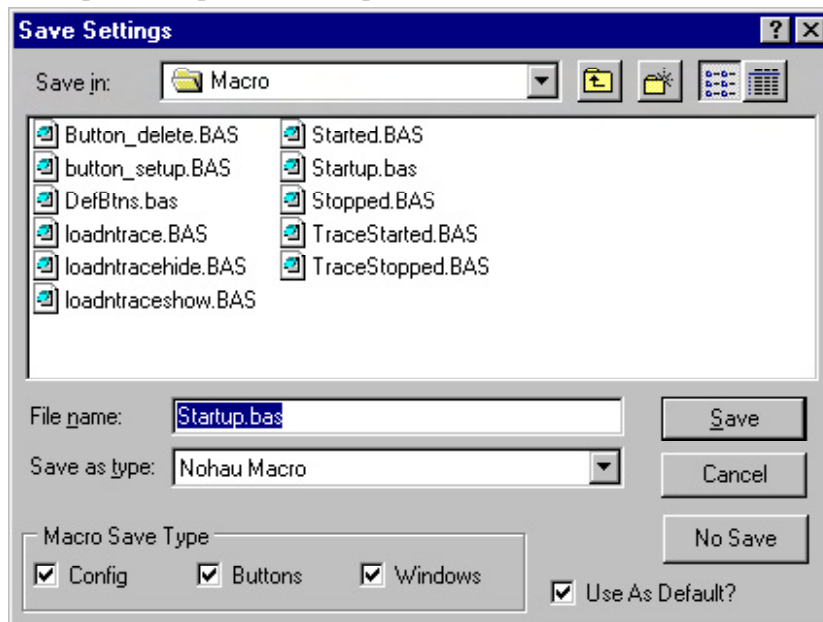 Save Settings
Save in: Macro
Button_delete.BAS
button_setup.BAS
DefBtns.bas
loadntrace.BAS
loadntracehide.BAS
loadntraceshow.BAS
Started.BAS
Startup.bas
Stopped.BAS
TraceStarted.BAS
TraceStopped.BAS
File name: Startup.bas Save
Save as type: Nohau Macro Cancel
Macro Save Type No Save
Config Buttons Windows
Use As Default?